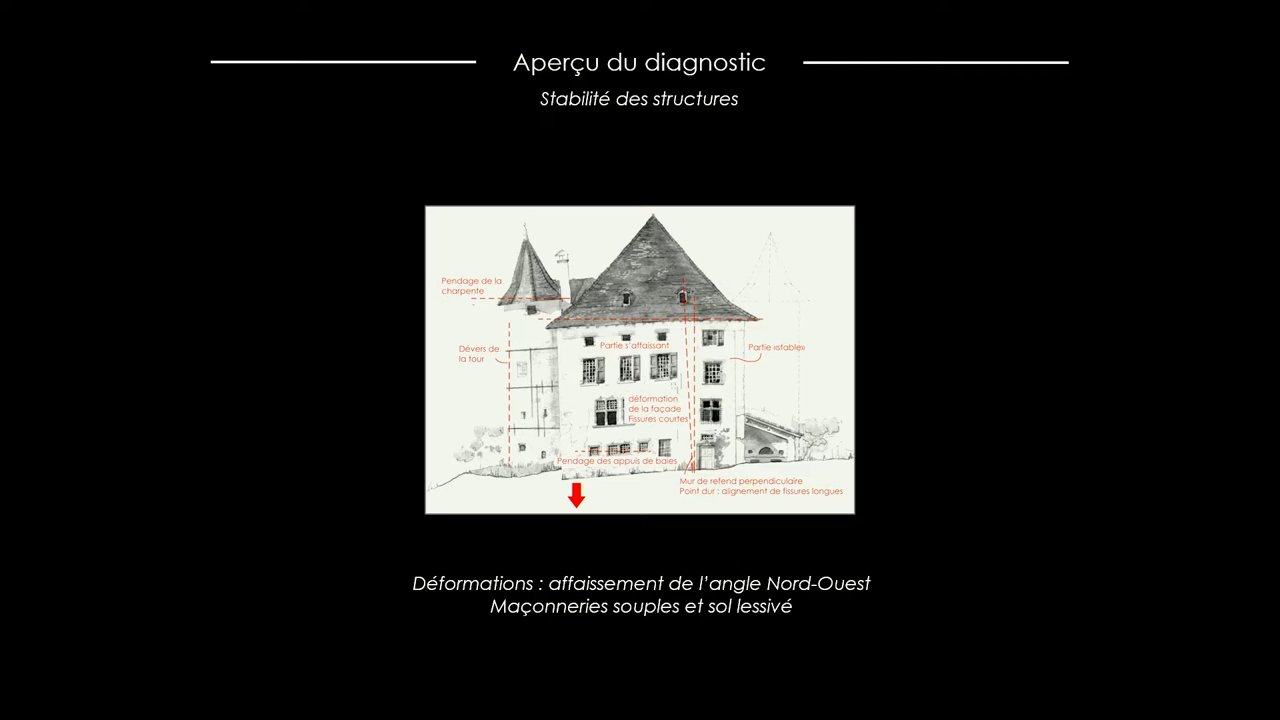 Aperçu du diagnostic
Stabilité des structures
Pendage de la
charpente
Dévers de
la tour
Partie s'affaissant
Partie «stable»
déformation
de la façade
Fissures courtes
Pendage des appuis de baies
Mur de refend perpendiculaire
Point dur : alignement de fissures longues
Déformations : affaissement de l'angle Nord-Ouest
Maçonneries souples et sol lessivé